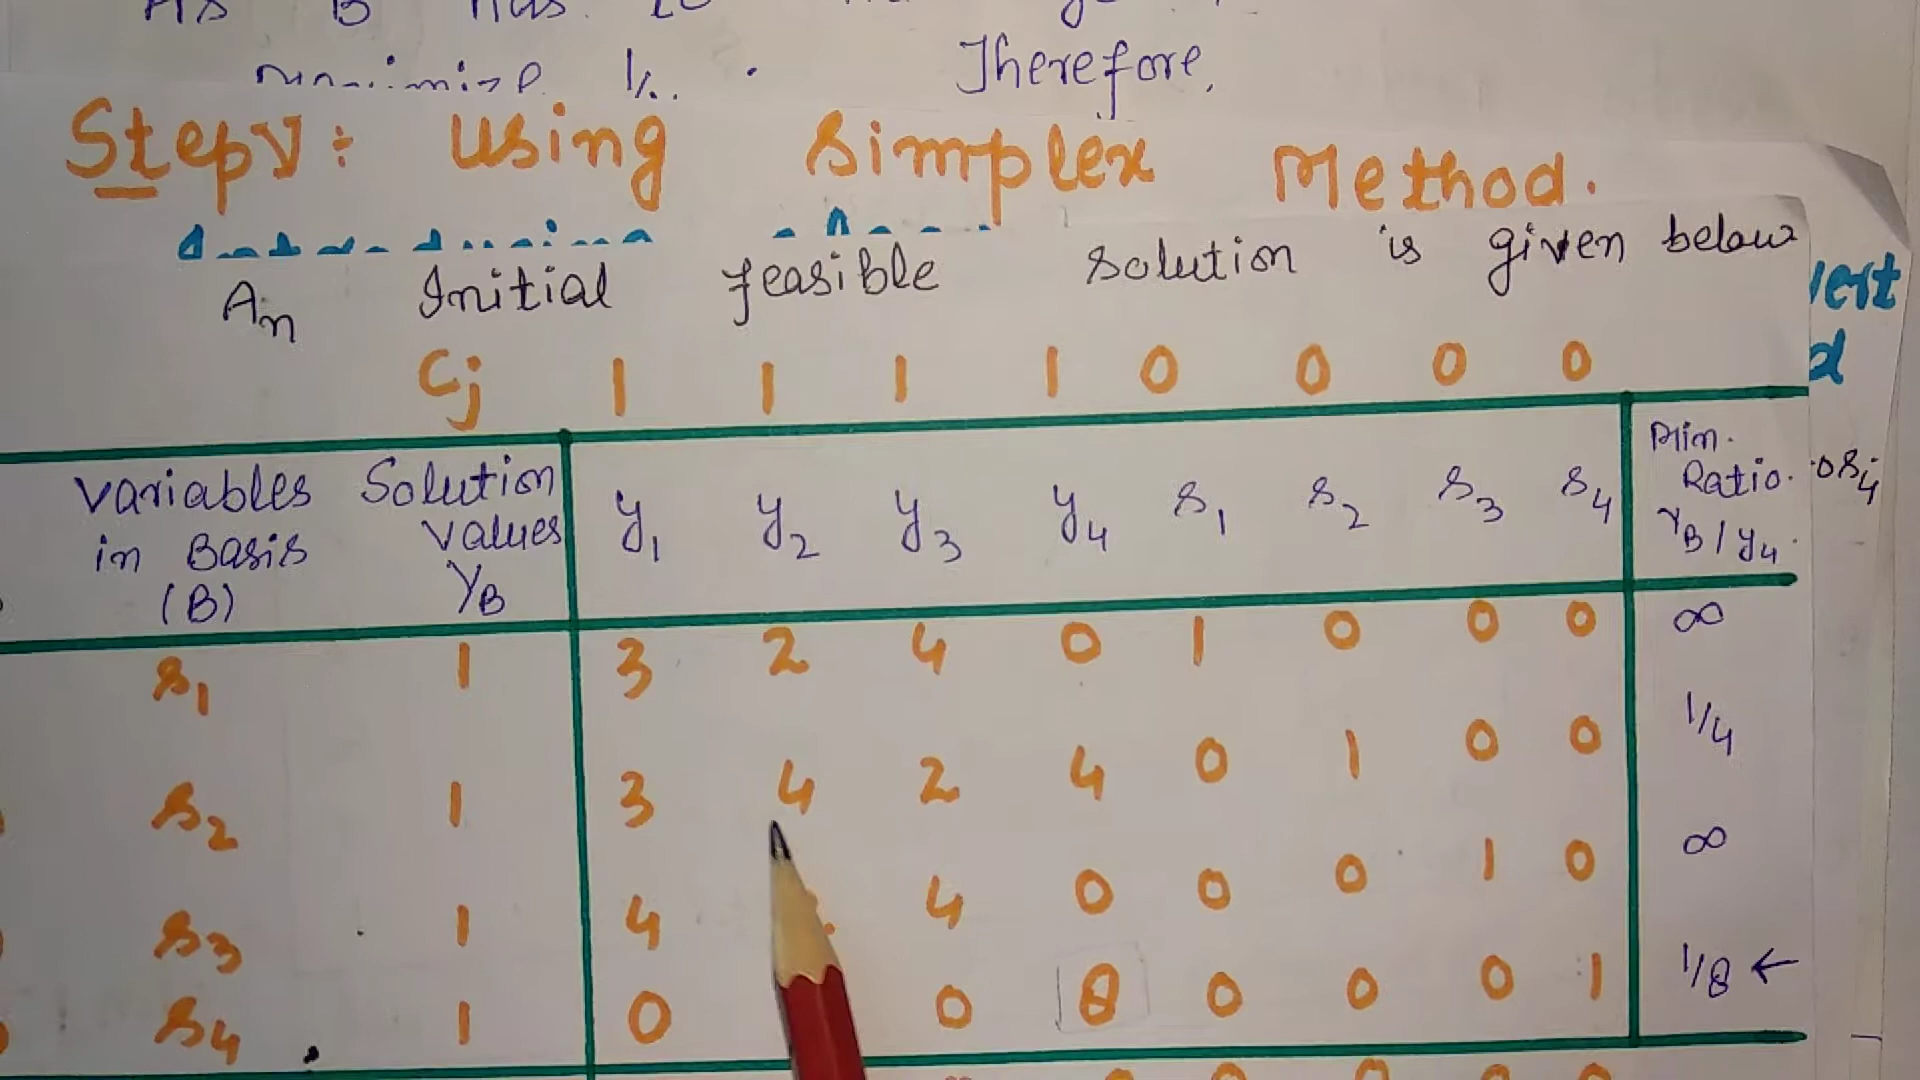 Therefore,
Step V: Using Simplex Method.
An Initial feasible solution is given below
Cj 1 1 1 1 0 0 0 0
Variables in Basis (B) Solution Values YB y1 y2 y3 y4 s1 s2 s3 s4 Min. Ratio. YB/y4.
s1 1 3 2 4 0 1 0 0 0 ∞
s2 1 3 4 2 4 0 1 0 0 1/4
s3 1 4 4 0 0 0 1 0 ∞
s4 1 0 0 8 0 0 0 1 1/8 ←